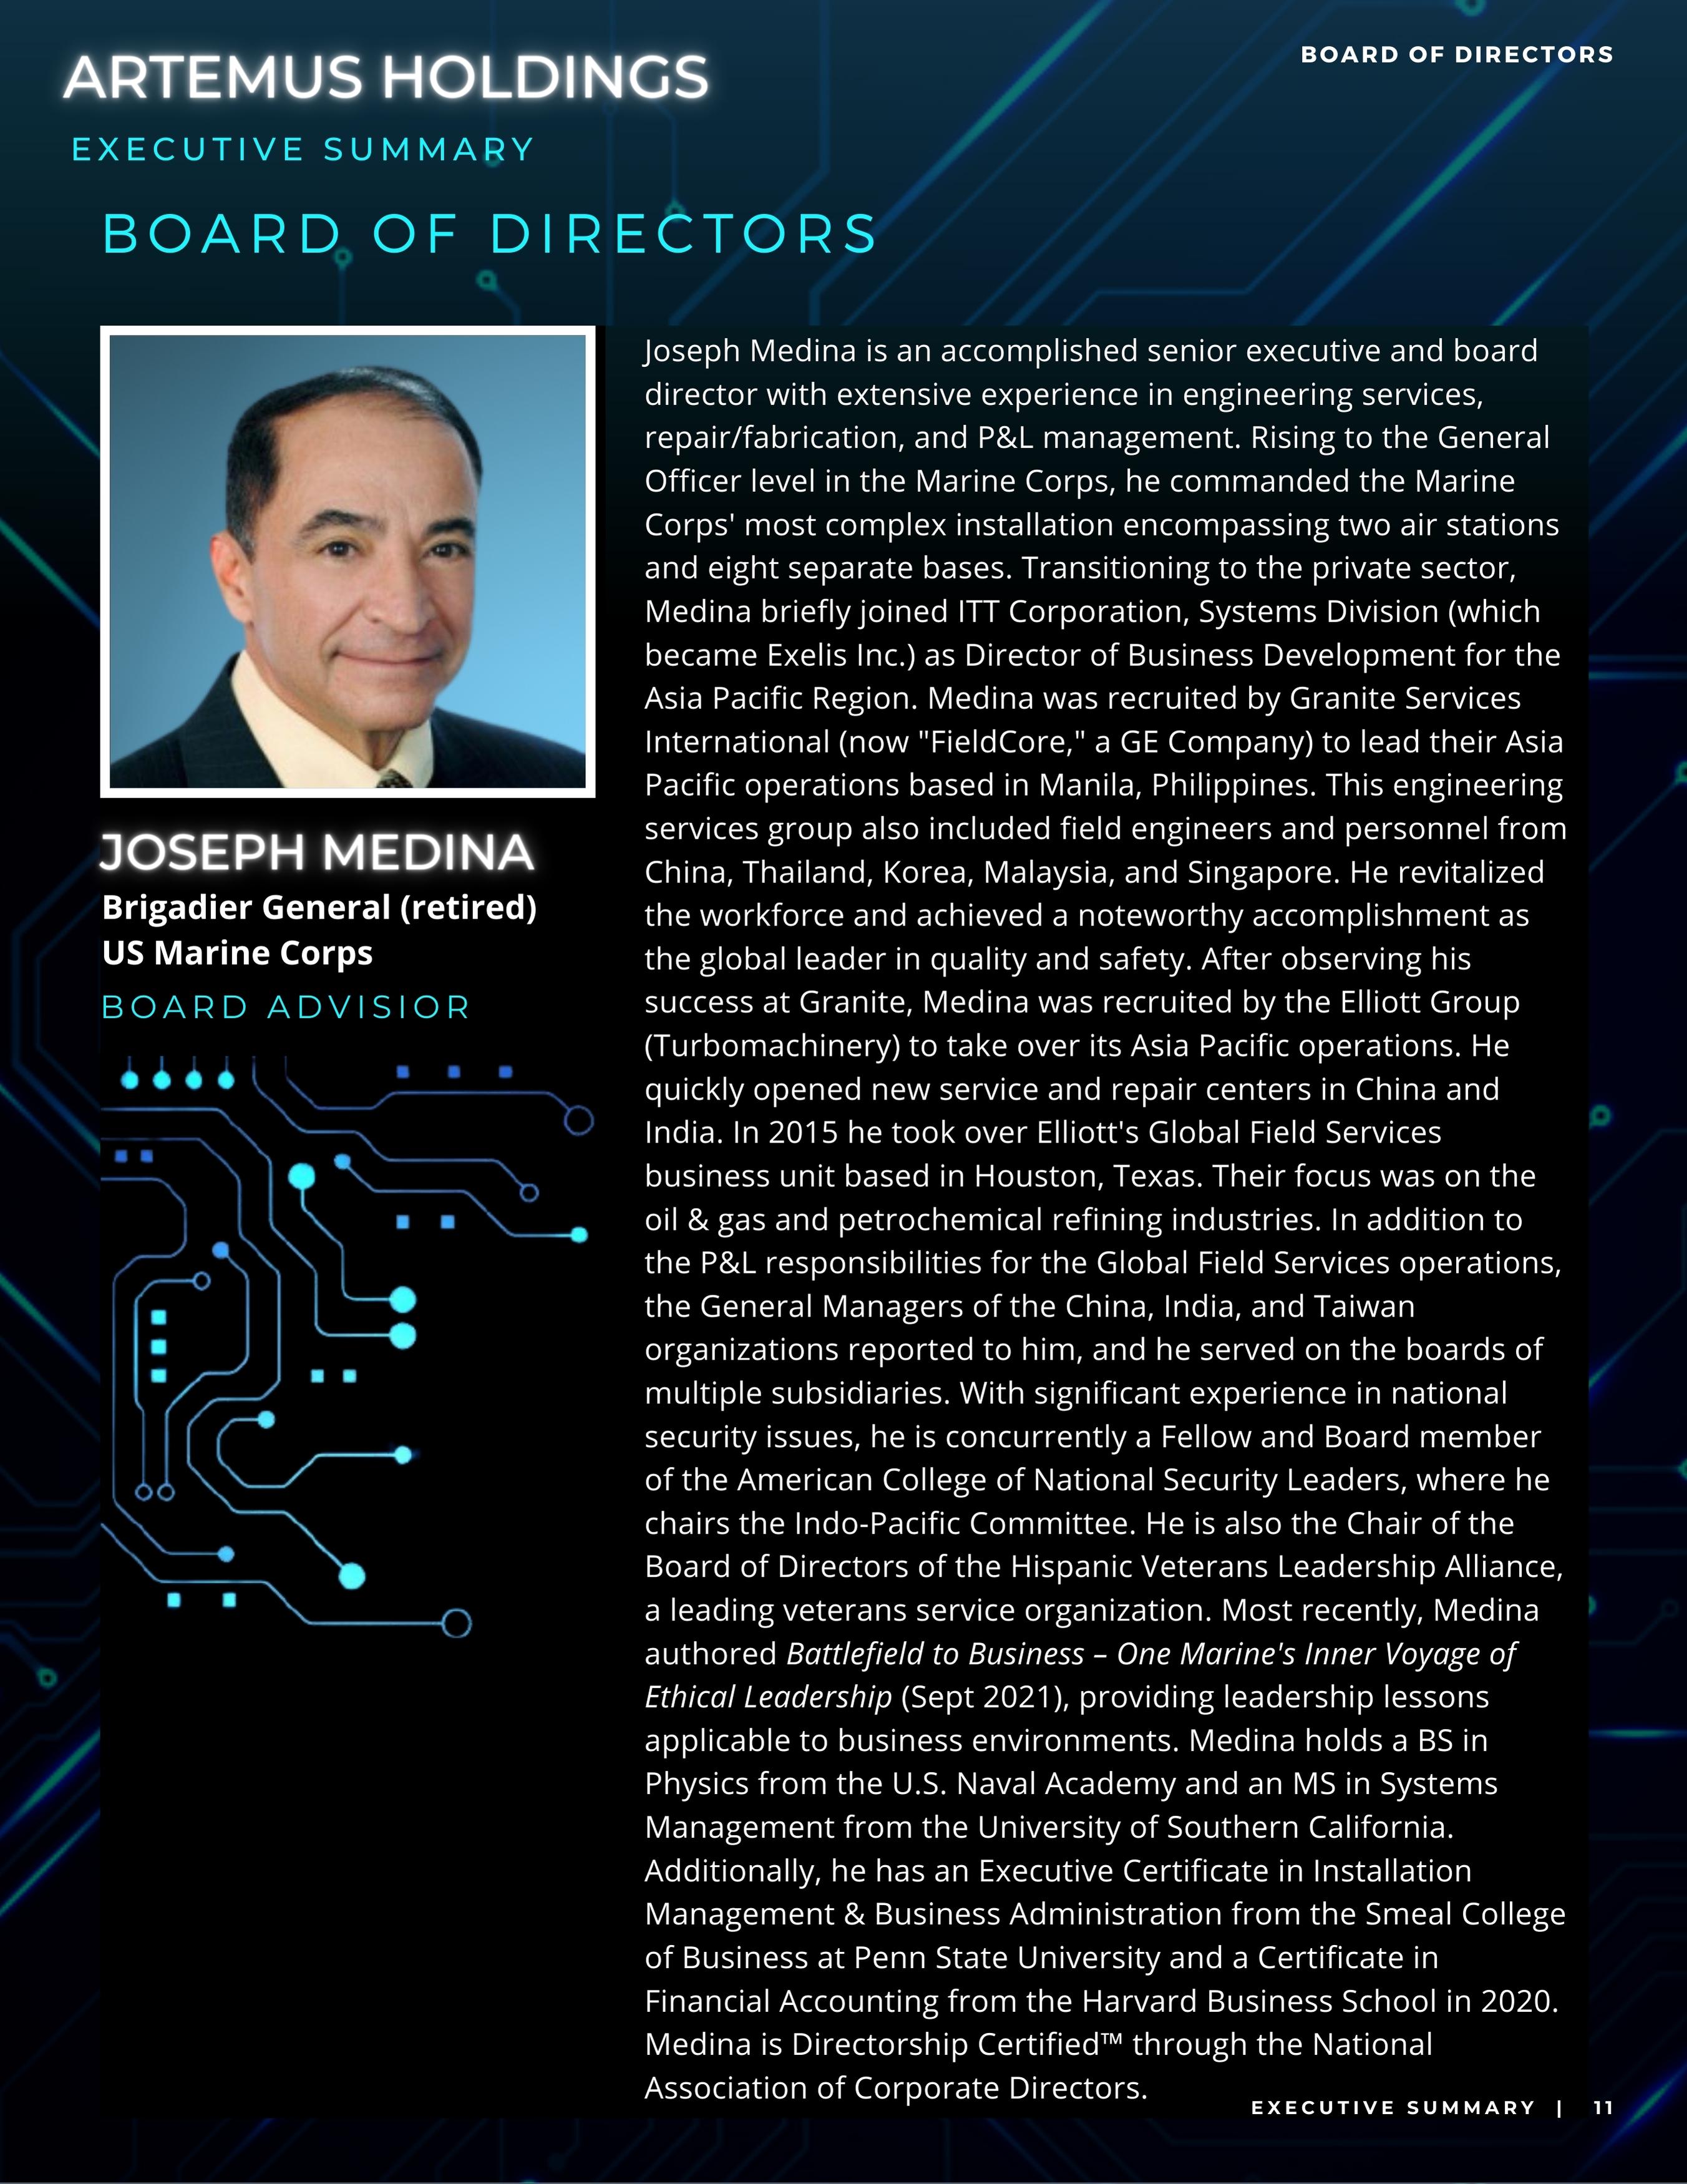 ARTEMUS HOLDINGS
BOARD OF DIRECTORS
EXECUTIVE SUMMARY
BOARD OF DIRECTORS
JOSEPH MEDINA
Brigadier General (retired)
US Marine Corps
BOARD ADVISIOR
Joseph Medina is an accomplished senior executive and board
director with extensive experience in engineering services,
repair/fabrication, and P&L management. Rising to the General
Officer level in the Marine Corps, he commanded the Marine
Corps' most complex installation encompassing two air stations
and eight separate bases. Transitioning to the private sector,
Medina briefly joined ITT Corporation, Systems Division (which
became Exelis Inc.) as Director of Business Development for the
Asia Pacific Region. Medina was recruited by Granite Services
International (now "FieldCore," a GE Company) to lead their Asia
Pacific operations based in Manila, Philippines. This engineering
services group also included field engineers and personnel from
China, Thailand, Korea, Malaysia, and Singapore. He revitalized
the workforce and achieved a noteworthy accomplishment as
the global leader in quality and safety. After observing his
success at Granite, Medina was recruited by the Elliott Group
(Turbomachinery) to take over its Asia Pacific operations. He
quickly opened new service and repair centers in China and
India. In 2015 he took over Elliott's Global Field Services
business unit based in Houston, Texas. Their focus was on the
oil & gas and petrochemical refining industries. In addition to
the P&L responsibilities for the Global Field Services operations,
the General Managers of the China, India, and Taiwan
organizations reported to him, and he served on the boards of
multiple subsidiaries. With significant experience in national
security issues, he is concurrently a Fellow and Board member
of the American College of National Security Leaders, where he
chairs the Indo-Pacific Committee. He is also the Chair of the
Board of Directors of the Hispanic Veterans Leadership Alliance,
a leading veterans service organization. Most recently, Medina
authored Battlefield to Business – One Marine's Inner Voyage of
Ethical Leadership (Sept 2021), providing leadership lessons
applicable to business environments. Medina holds a BS in
Physics from the U.S. Naval Academy and an MS in Systems
Management from the University of Southern California.
Additionally, he has an Executive Certificate in Installation
Management & Business Administration from the Smeal College
of Business at Penn State University and a Certificate in
Financial Accounting from the Harvard Business School in 2020.
Medina is Directorship Certified™ through the National
Association of Corporate Directors.
EXECUTIVE SUMMARY | 11